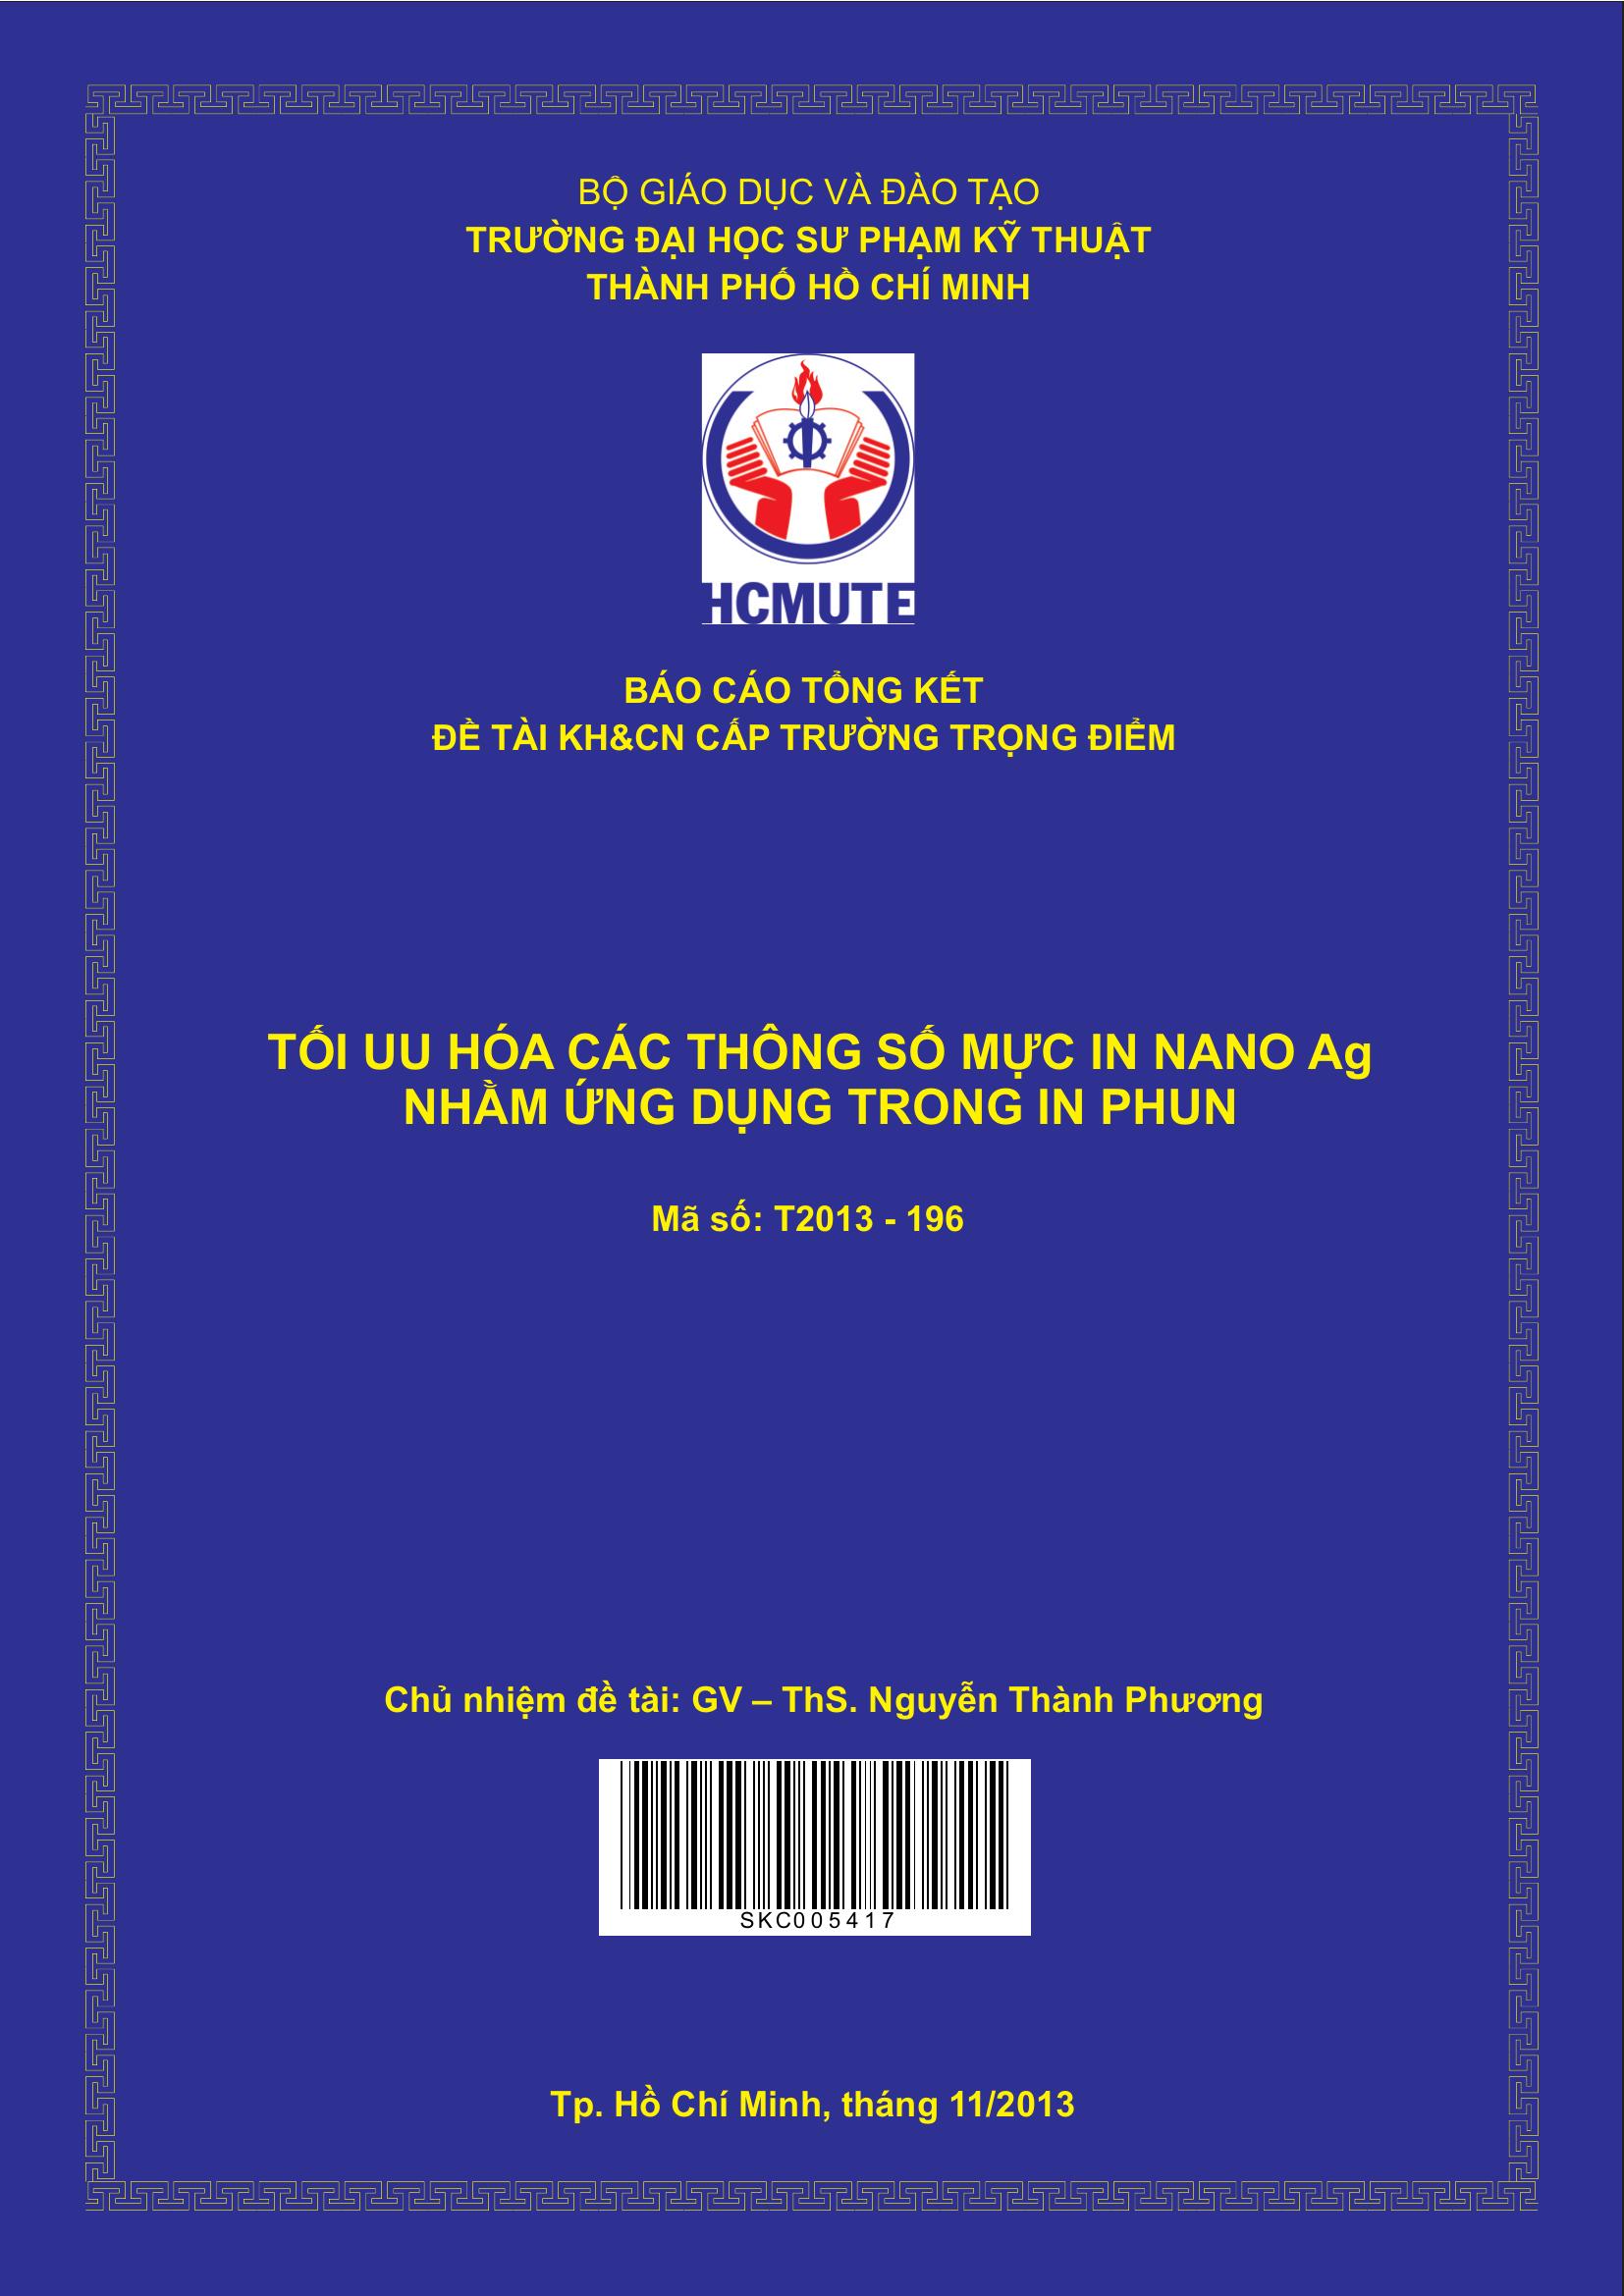 BỘ GIÁO DỤC VÀ ĐÀO TẠO
TRƯỜNG ĐẠI HỌC SƯ PHẠM KỸ THUẬT
THÀNH PHỐ HỒ CHÍ MINH
HCMUTE
BÁO CÁO TỔNG KẾT
ĐỀ TÀI KH&CN CẤP TRƯỜNG TRỌNG ĐIỂM
TỐI UU HÓA CÁC THÔNG SỐ MỰC IN NANO Ag
NHẰM ỨNG DỤNG TRONG IN PHUN
Mã số: T2013 - 196
Chủ nhiệm đề tài: GV – ThS. Nguyễn Thành Phương
SKC005417
Tp. Hồ Chí Minh, tháng 11/2013